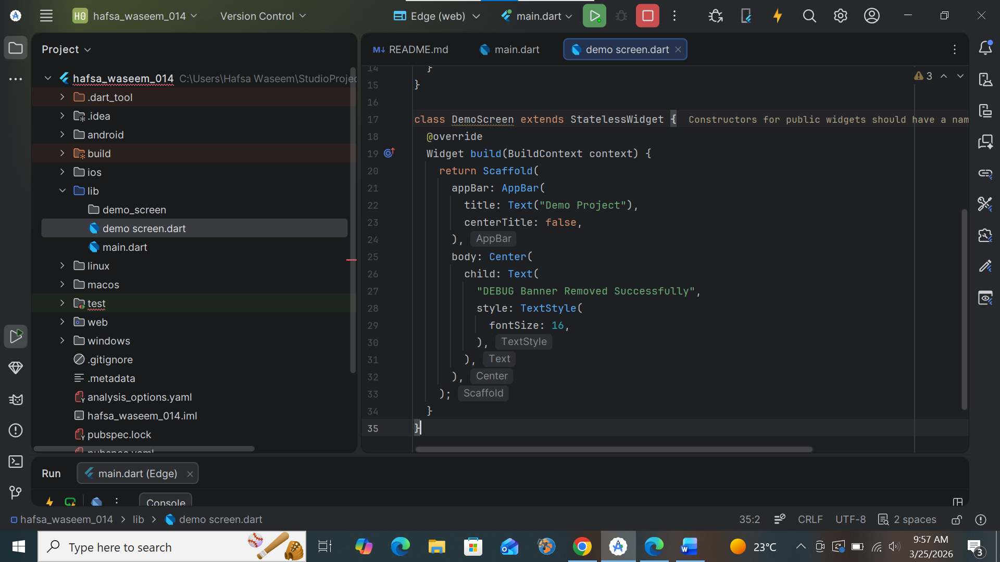 H0 hafsa_waseem_014 Version Control Edge (web) main.dart
Project
hafsa_waseem_014 C:\Users\Hafsa Waseem\StudioProjec
.dart_tool
.idea
android
build
ios
lib
demo_screen
demo screen.dart
main.dart
linux
macos
test
web
windows
.gitignore
.metadata
analysis_options.yaml
hafsa_waseem_014.iml
pubspec.lock
pubspec.yaml
M↓ README.md main.dart demo screen.dart
3
14 }
15 }
16
17 class DemoScreen extends StatelessWidget { Constructors for public widgets should have a nam
18 @override
19 Widget build(BuildContext context) {
20 return Scaffold(
21 appBar: AppBar(
22 title: Text("Demo Project"),
23 centerTitle: false,
24 ), AppBar
25 body: Center(
26 child: Text(
27 "DEBUG Banner Removed Successfully",
28 style: TextStyle(
29 fontSize: 16,
30 ), TextStyle
31 ), Text
32 ), Center
33 ); Scaffold
34 }
35 }
Run main.dart (Edge)
Console
hafsa_waseem_014 > lib > demo screen.dart 35:2 CRLF UTF-8 2 spaces
Type here to search 23°C 9:57 AM
3/25/2026 3